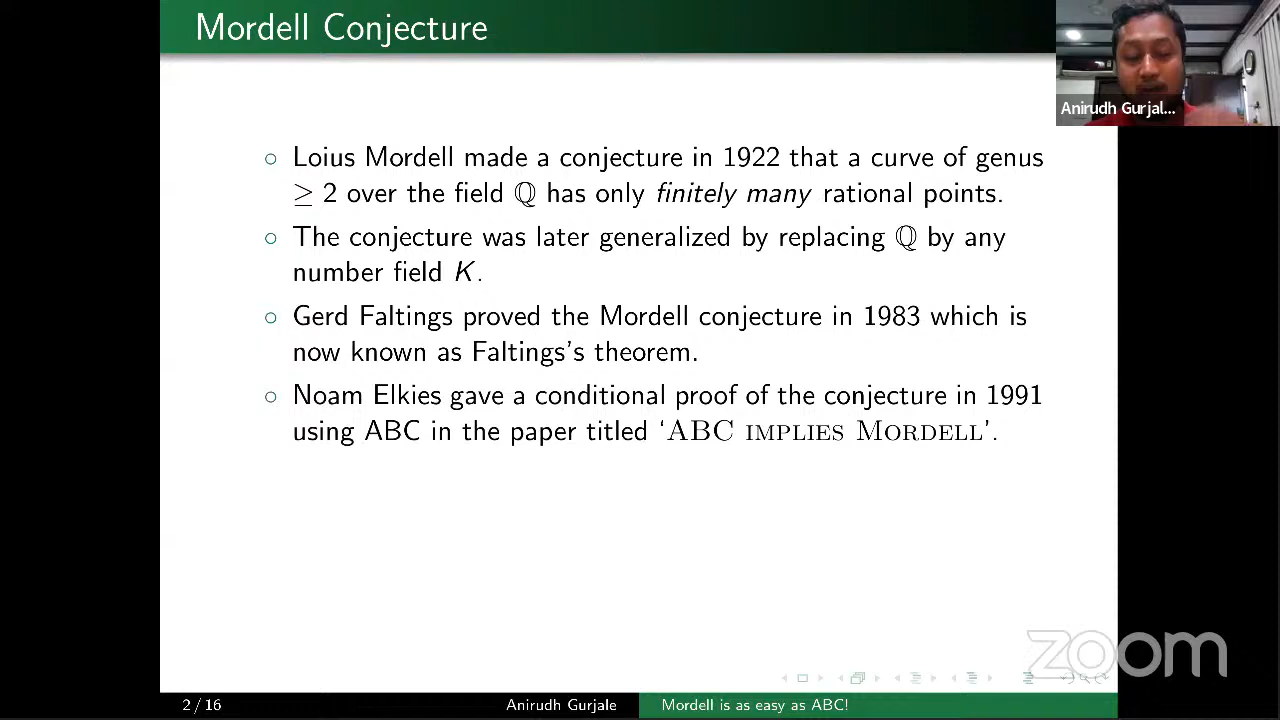 Mordell Conjecture
Anirudh Gurjal...
Loius Mordell made a conjecture in 1922 that a curve of genus
≥ 2 over the field ℚ has only finitely many rational points.
The conjecture was later generalized by replacing ℚ by any
number field K.
Gerd Faltings proved the Mordell conjecture in 1983 which is
now known as Faltings's theorem.
Noam Elkies gave a conditional proof of the conjecture in 1991
using ABC in the paper titled ‘ABC IMPLIES MORDELL’.
zoom
2 / 16
Anirudh Gurjale
Mordell is as easy as ABC!